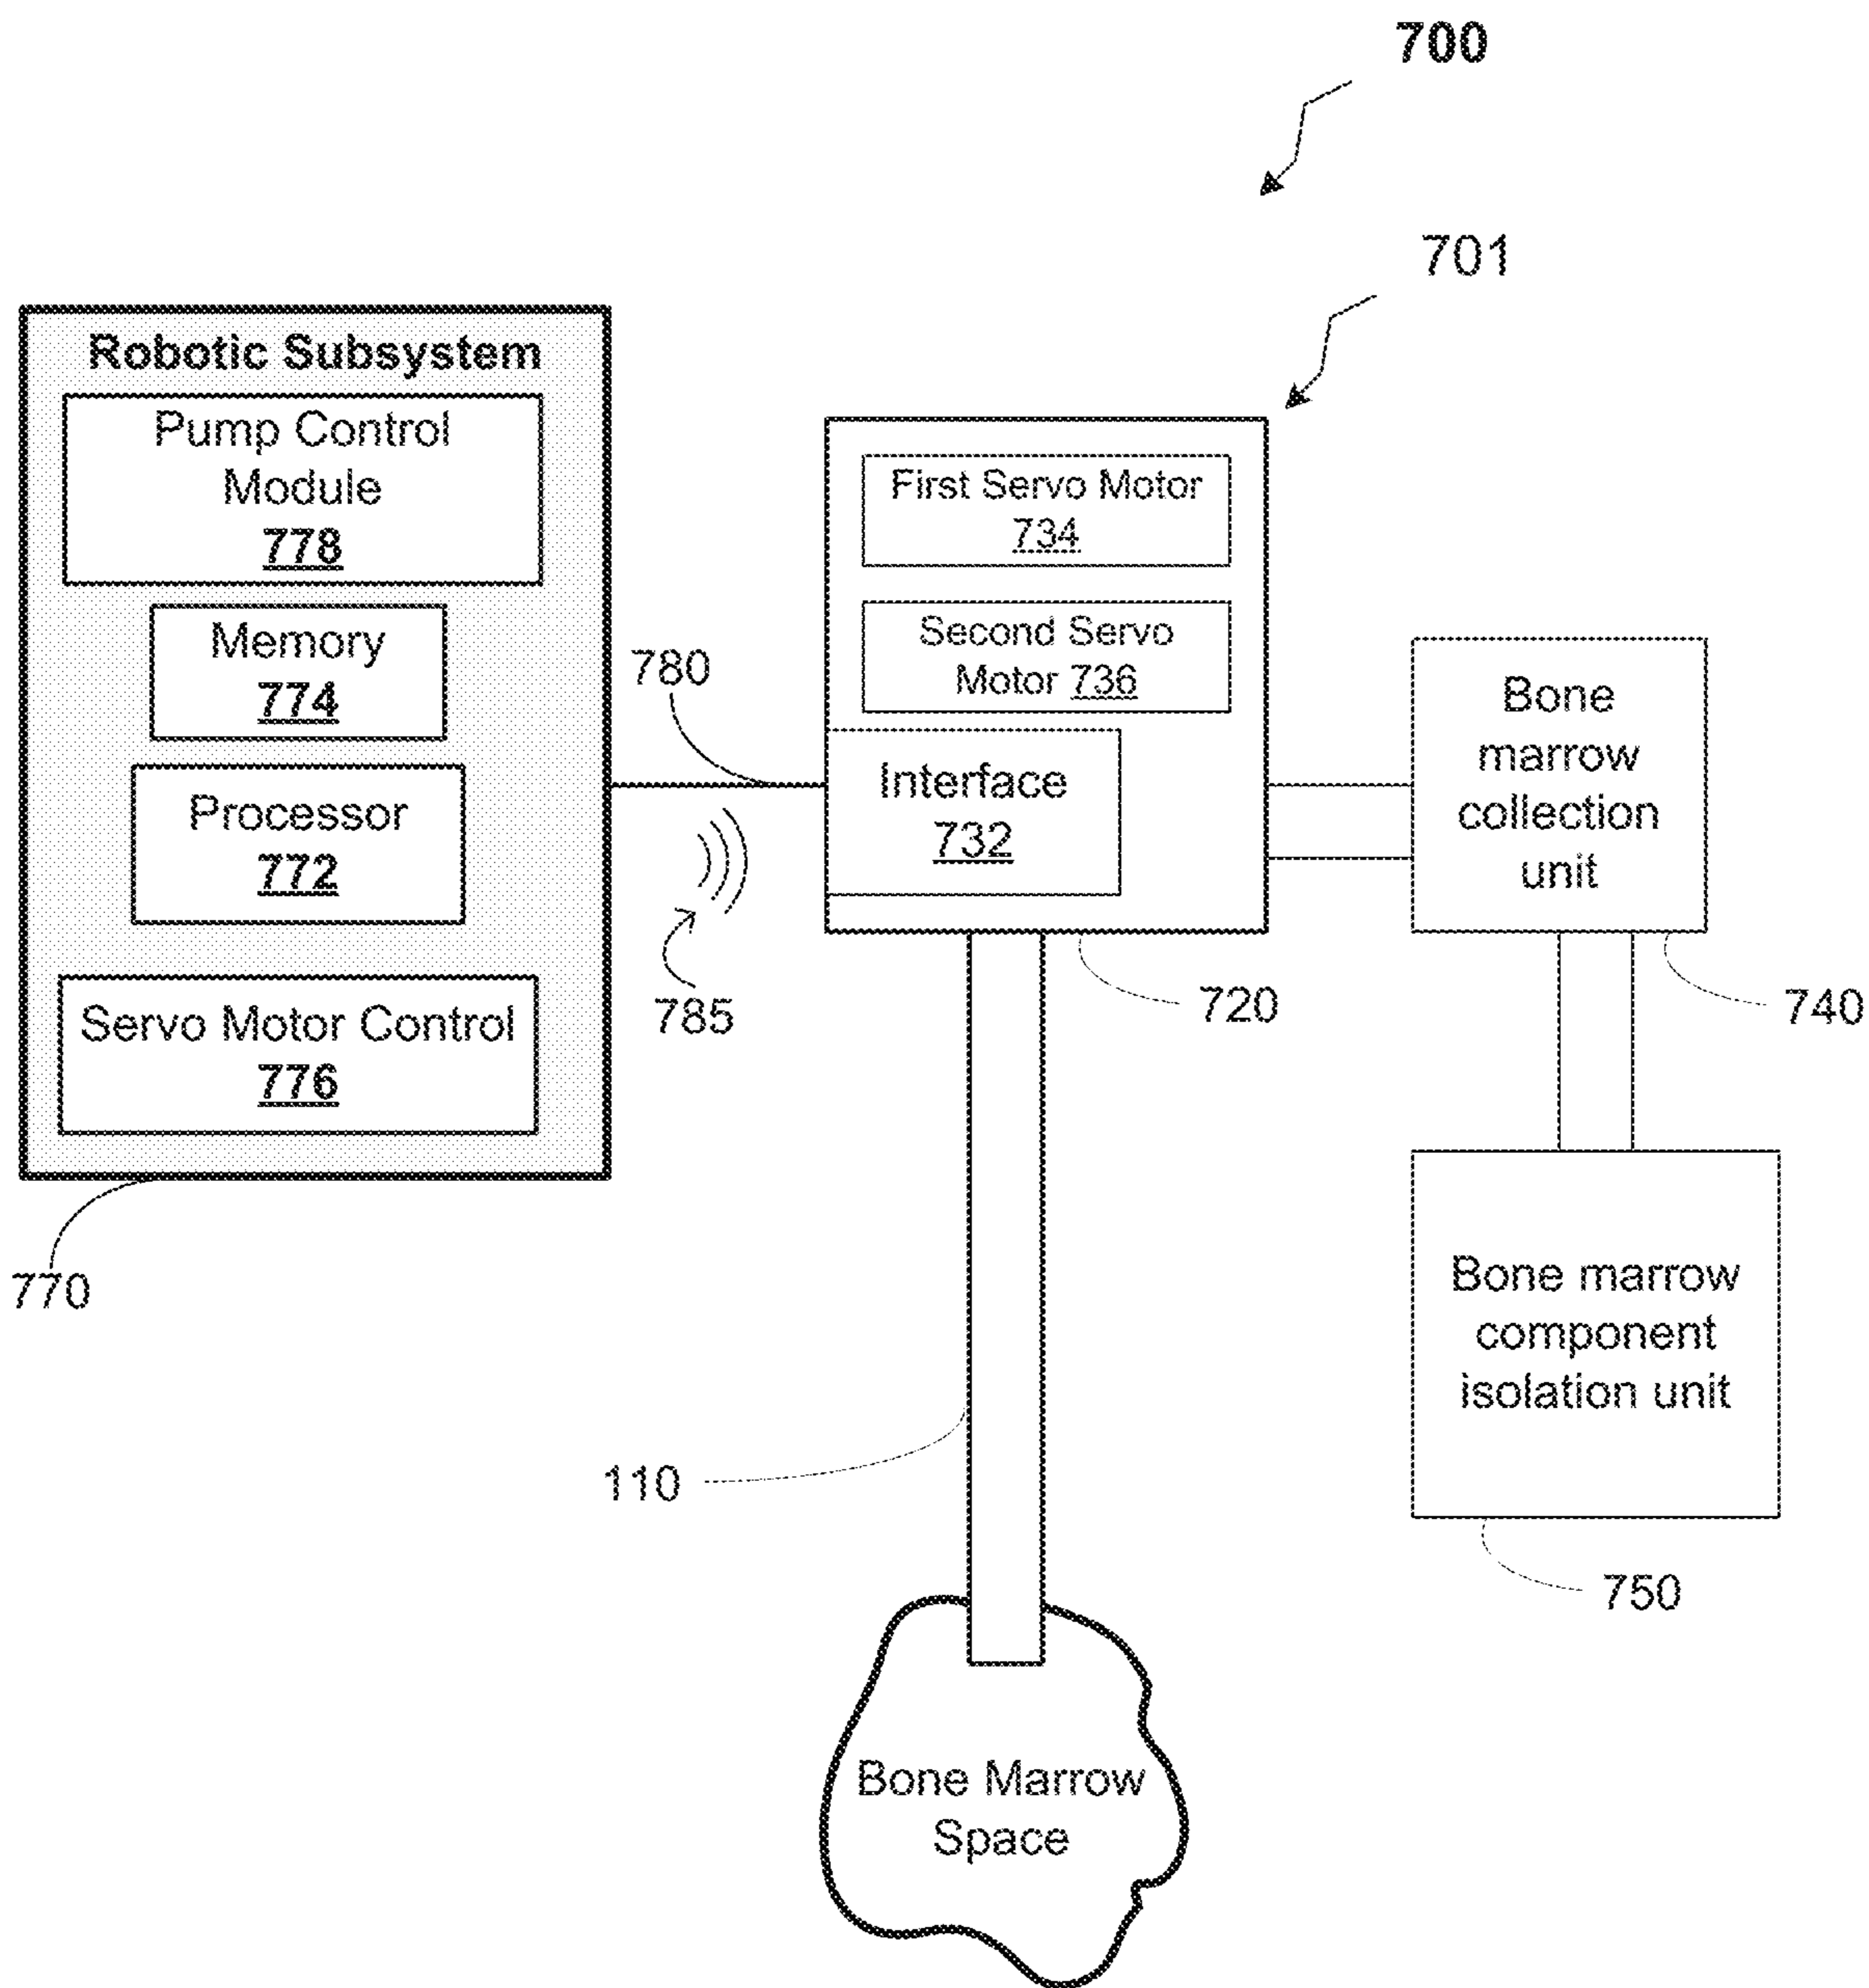 700
701
Robotic Subsystem
Pump Control
Module
778
Memory
774
Processor
772
Servo Motor Control
776
770
780
785
First Servo Motor
734
Second Servo
Motor 736
Interface
732
720
Bone
marrow
collection
unit
740
Bone marrow
component
isolation unit
750
110
Bone Marrow
Space